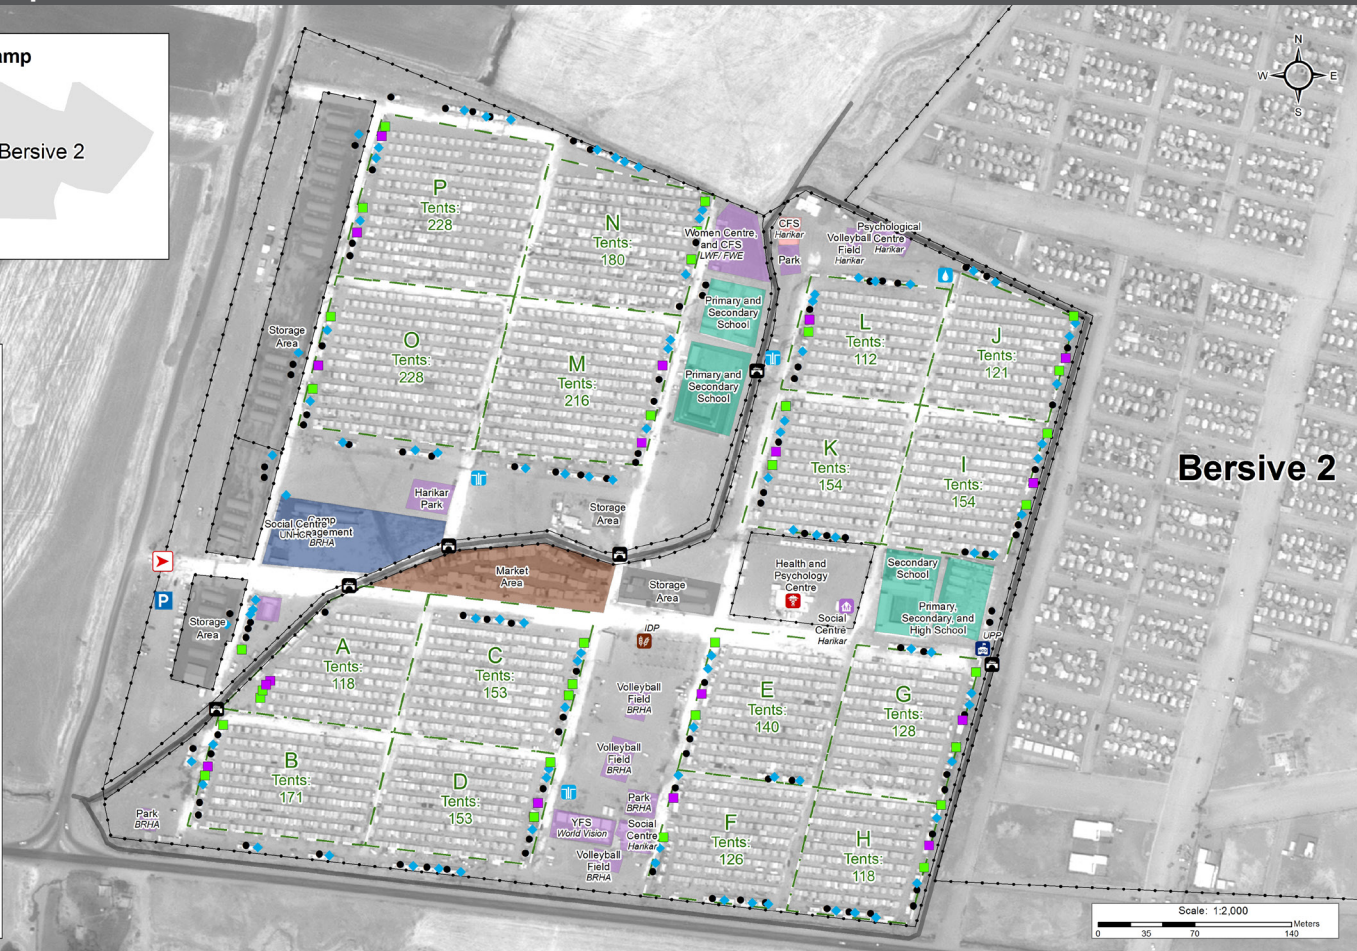 amp
Bersive 2
N
W
E
S
P
Tents:
228
N
Tents:
180
Women Centre,
and CFS
LWF/ FWE
CFS
Harikar
Park
Psychological
Centre
Harikar
Volleyball
Field
Harikar
Primary and
Secondary
School
L
Tents:
112
J
Tents:
121
Storage
Area
O
Tents:
228
M
Tents:
216
Primary and
Secondary
School
K
Tents:
154
I
Tents:
154
Bersive 2
Harikar
Park
Storage
Area
Social Centre
UNHCR
Camp
BRHA
Market
Area
Storage
Area
Health and
Psychology
Centre
Secondary
School
Primary,
Secondary, and
High School
Social
Centre
Harikar
P
Storage
Area
IDP
UPP
A
Tents:
118
C
Tents:
153
Volleyball
Field
BRHA
E
Tents:
140
G
Tents:
128
B
Tents:
171
D
Tents:
153
Volleyball
Field
BRHA
Park
BRHA
Park
BRHA
YFS
World Vision
Social
Centre
Harikar
Volleyball
Field
BRHA
F
Tents:
126
H
Tents:
118
Scale: 1:2,000
Meters
0 35 70 140